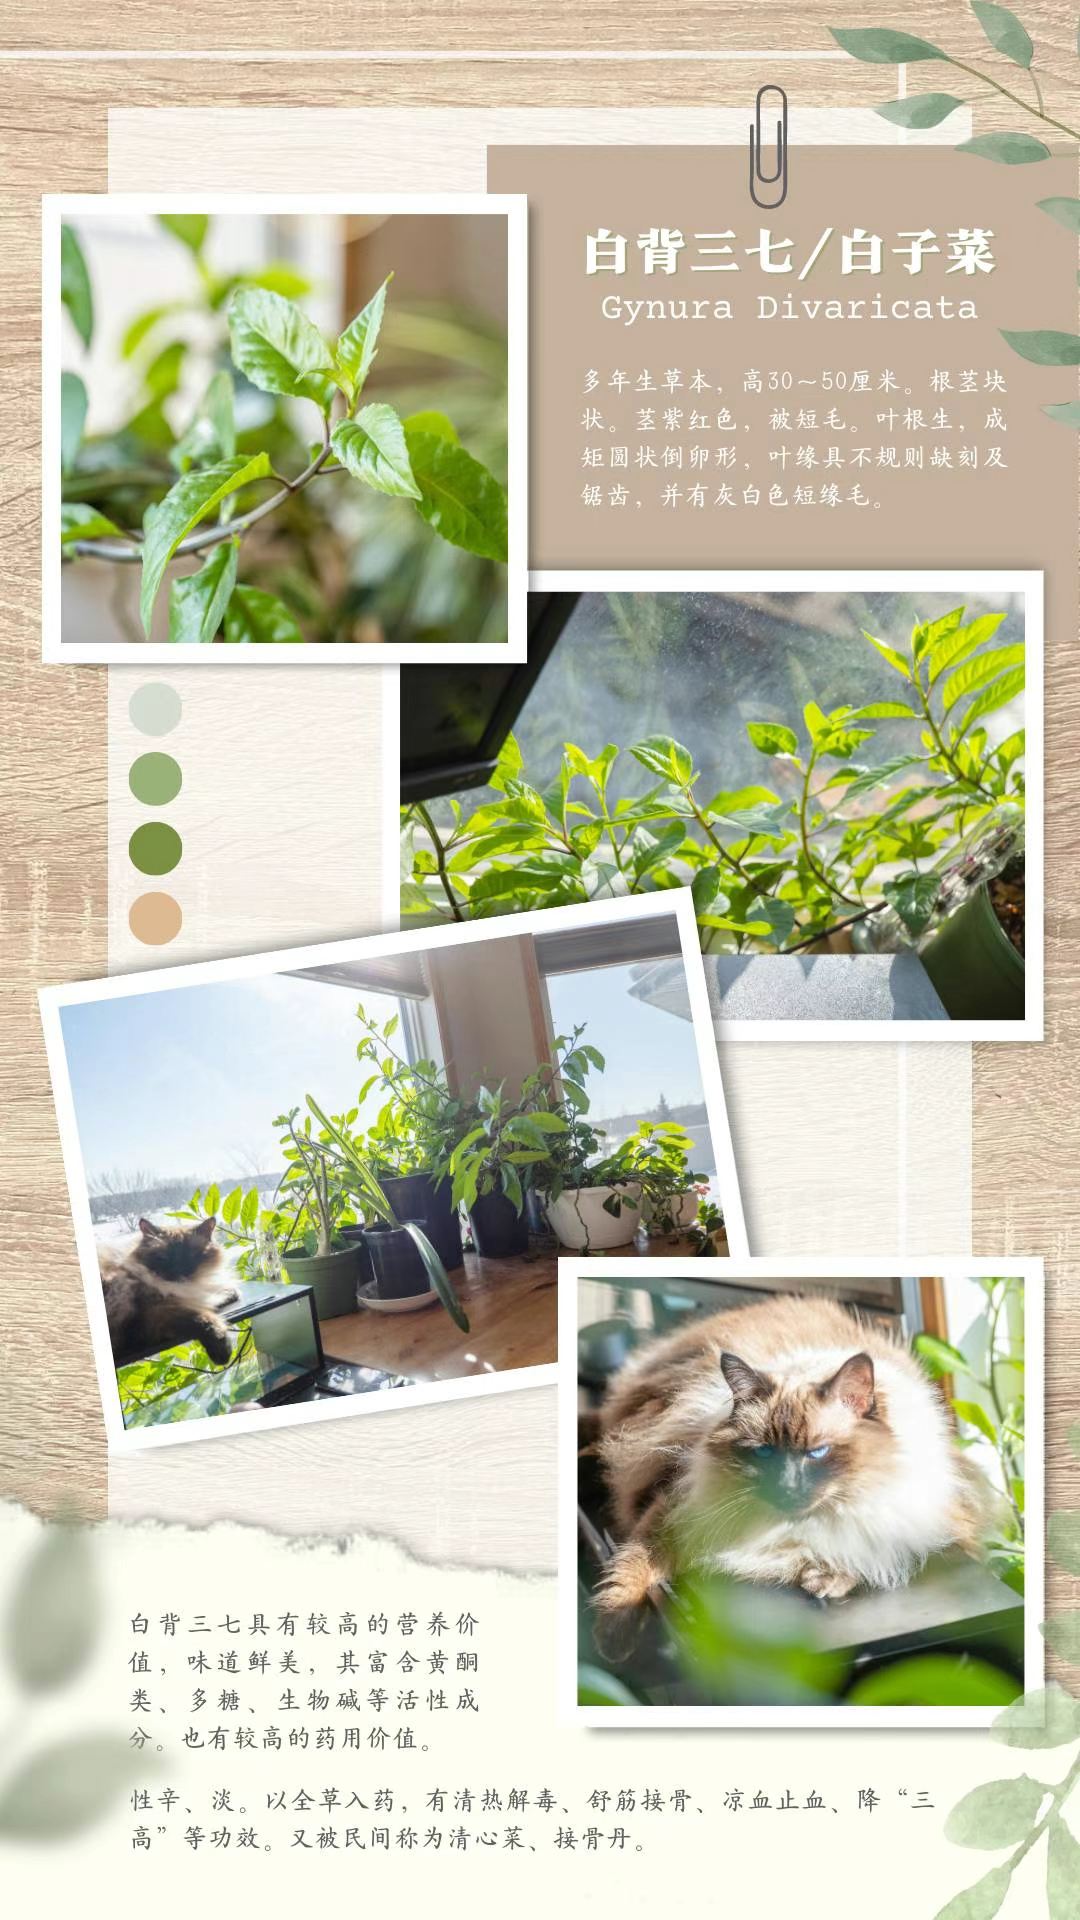 白背三七/白子菜
Gynura Divaricata
多年生草本，高30～50厘米。根茎块
状。茎紫红色，被短毛。叶根生，成
矩圆状倒卵形，叶缘具不规则缺刻及
锯齿，并有灰白色短缘毛。
白背三七具有较高的营养价
值，味道鲜美，其富含黄酮
类、多糖、生物碱等活性成
分。也有较高的药用价值。
性辛、淡。以全草入药，有清热解毒、舒筋接骨、凉血止血、降“三
高”等功效。又被民间称为清心菜、接骨丹。